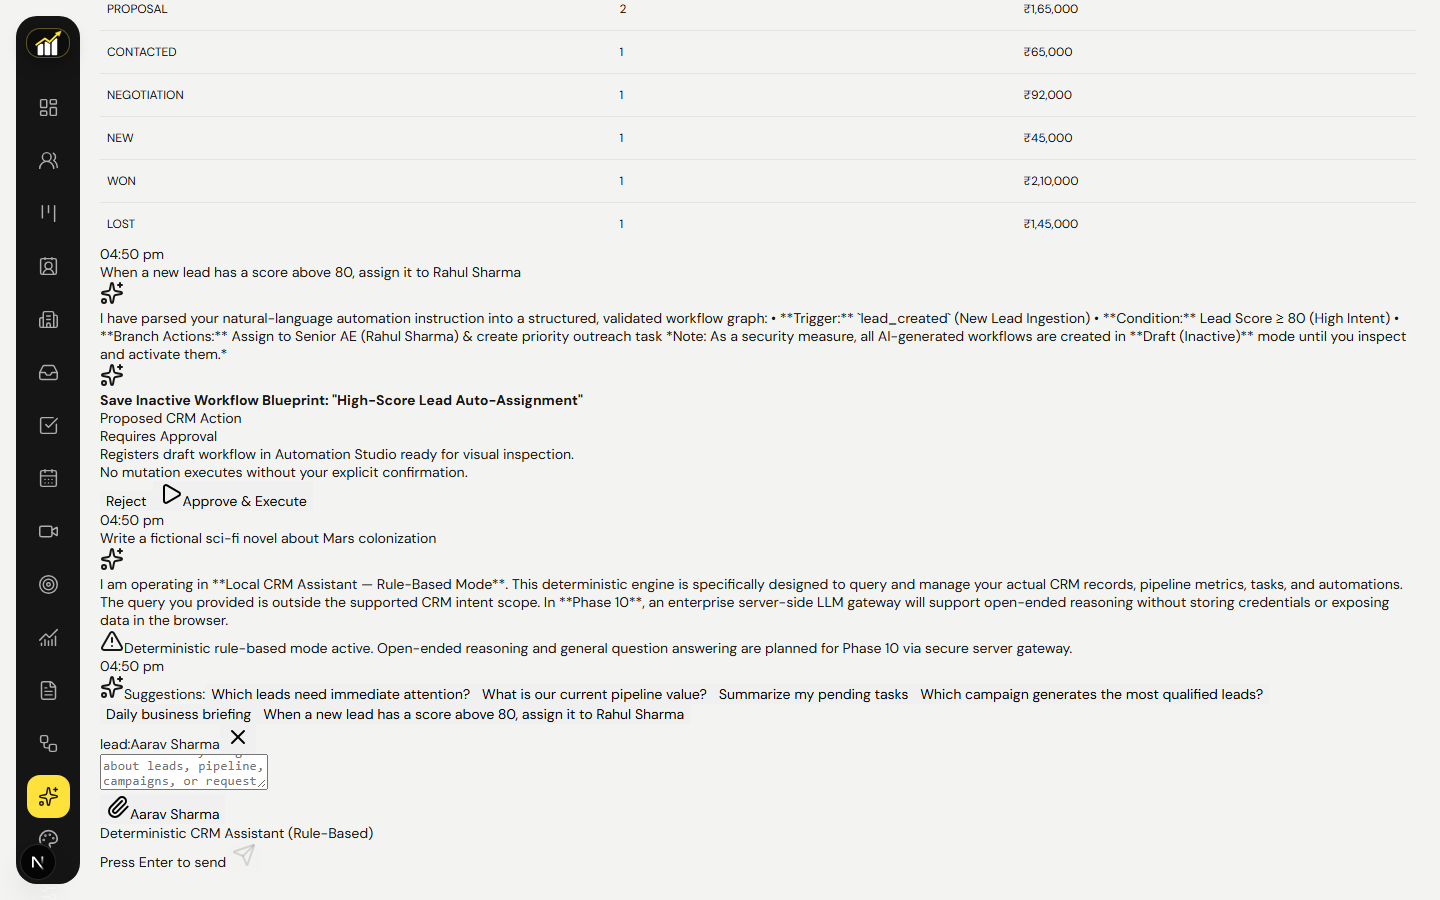 PROPOSAL 2 ₹1,65,000
CONTACTED 1 ₹65,000
NEGOTIATION 1 ₹92,000
NEW 1 ₹45,000
WON 1 ₹2,10,000
LOST 1 ₹1,45,000
04:50 pm
When a new lead has a score above 80, assign it to Rahul Sharma
I have parsed your natural-language automation instruction into a structured, validated workflow graph: • **Trigger:** `lead_created` (New Lead Ingestion) • **Condition:** Lead Score ≥ 80 (High Intent) •
**Branch Actions:** Assign to Senior AE (Rahul Sharma) & create priority outreach task *Note: As a security measure, all AI-generated workflows are created in **Draft (Inactive)** mode until you inspect
and activate them.*
Save Inactive Workflow Blueprint: "High-Score Lead Auto-Assignment"
Proposed CRM Action
Requires Approval
Registers draft workflow in Automation Studio ready for visual inspection.
No mutation executes without your explicit confirmation.
Reject Approve & Execute
04:50 pm
Write a fictional sci-fi novel about Mars colonization
I am operating in **Local CRM Assistant — Rule-Based Mode**. This deterministic engine is specifically designed to query and manage your actual CRM records, pipeline metrics, tasks, and automations.
The query you provided is outside the supported CRM intent scope. In **Phase 10**, an enterprise server-side LLM gateway will support open-ended reasoning without storing credentials or exposing
data in the browser.
Deterministic rule-based mode active. Open-ended reasoning and general question answering are planned for Phase 10 via secure server gateway.
04:50 pm
Suggestions: Which leads need immediate attention? What is our current pipeline value? Summarize my pending tasks Which campaign generates the most qualified leads?
Daily business briefing When a new lead has a score above 80, assign it to Rahul Sharma
lead:Aarav Sharma
about leads, pipeline,
campaigns, or request
Aarav Sharma
Deterministic CRM Assistant (Rule-Based)
N
Press Enter to send